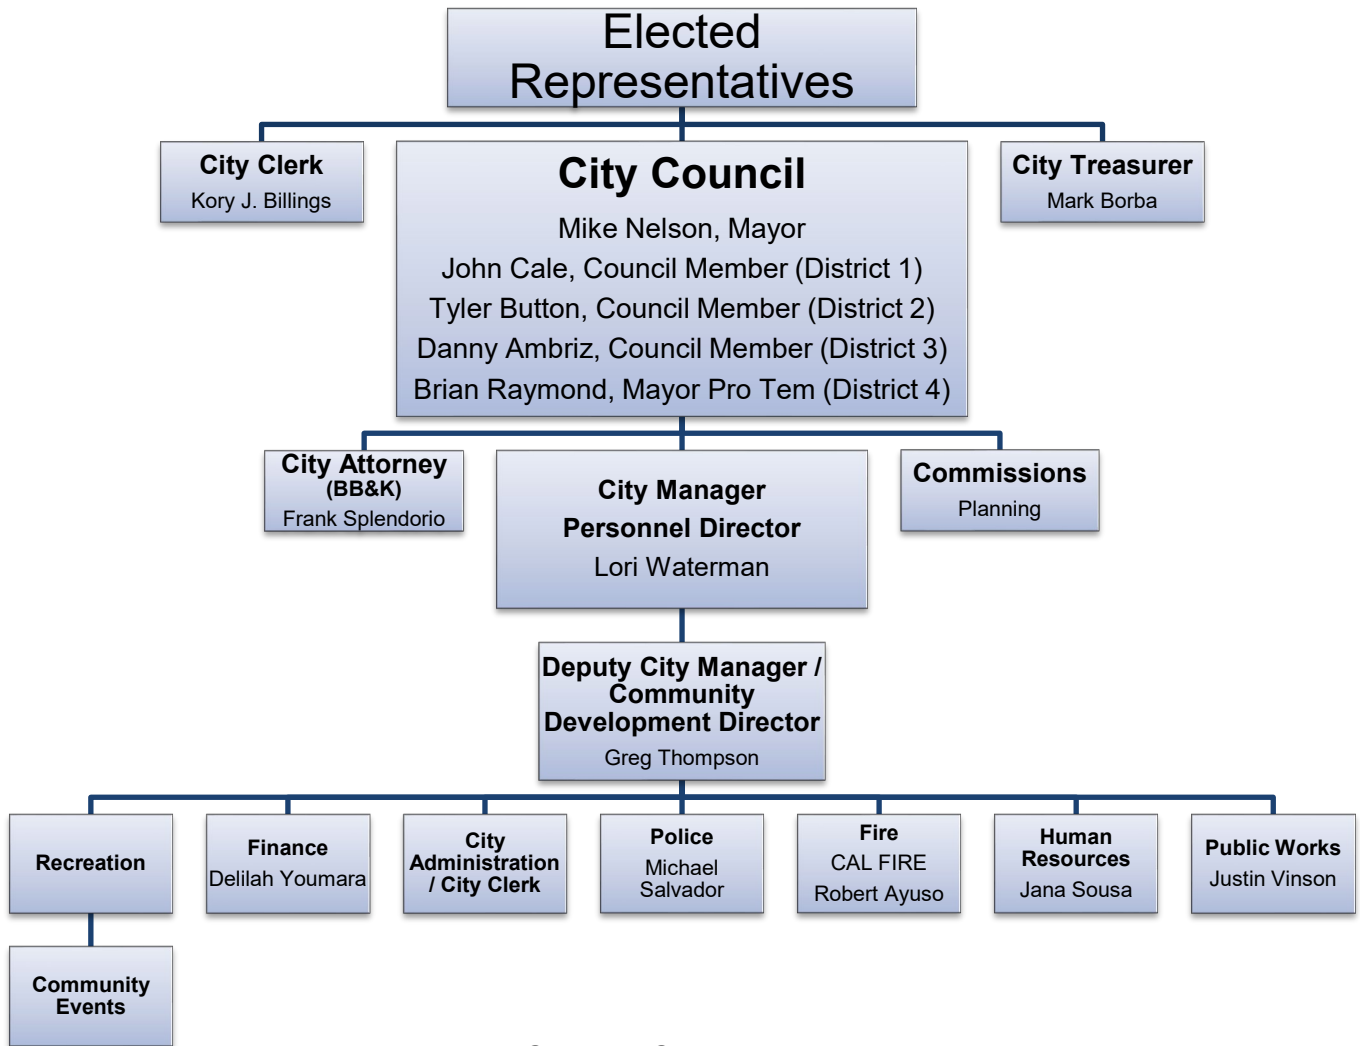 Elected
Representatives
City Clerk
Kory J. Billings
City Council
Mike Nelson, Mayor
John Cale, Council Member (District 1)
Tyler Button, Council Member (District 2)
Danny Ambriz, Council Member (District 3)
Brian Raymond, Mayor Pro Tem (District 4)
City Treasurer
Mark Borba
City Attorney
(BB&K)
Frank Splendorio
City Manager
Personnel Director
Lori Waterman
Commissions
Planning
Deputy City Manager /
Community
Development Director
Greg Thompson
Recreation
Finance
Delilah Youmara
City
Administration
/ City Clerk
Police
Michael
Salvador
Fire
CAL FIRE
Robert Ayuso
Human
Resources
Jana Sousa
Public Works
Justin Vinson
Community
Events